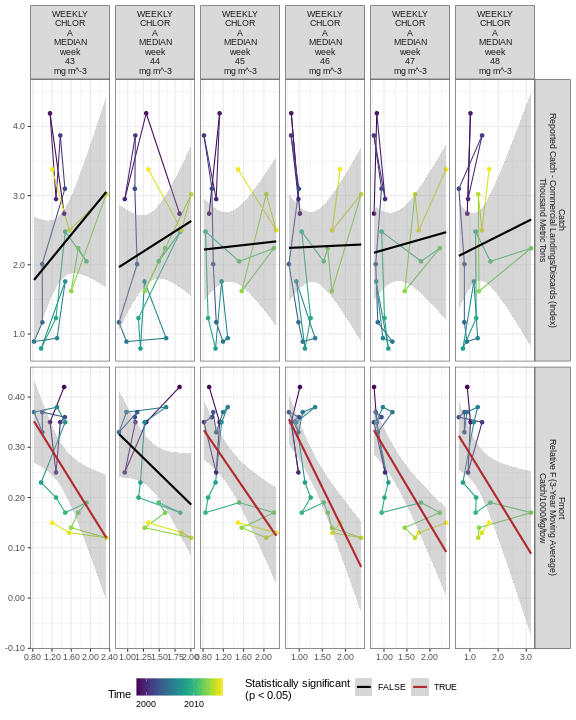 WEEKLY
CHLOR
A
MEDIAN
week
43
mg m^-3
WEEKLY
CHLOR
A
MEDIAN
week
44
mg m^-3
WEEKLY
CHLOR
A
MEDIAN
week
45
mg m^-3
WEEKLY
CHLOR
A
MEDIAN
week
46
mg m^-3
WEEKLY
CHLOR
A
MEDIAN
week
47
mg m^-3
WEEKLY
CHLOR
A
MEDIAN
week
48
mg m^-3
4.0
3.0
2.0
1.0
Catch
Reported Catch - Commercial Landings/Discards (Index)
Thousand Metric Tons
0.40
0.30
0.20
0.10
0.00
-0.10
Fmort
Relative F (3-Year Moving Average)
Catch/1000/kg/tow
0.80 1.20 1.60 2.00 2.40
1.00 1.25 1.50 1.75 2.00
0.80 1.20 1.60 2.00
1.00 2.00
1.00 1.50 2.00
1.0 2.0 3.0
Time
2000 2010
Statistically significant
(p < 0.05)
FALSE
TRUE